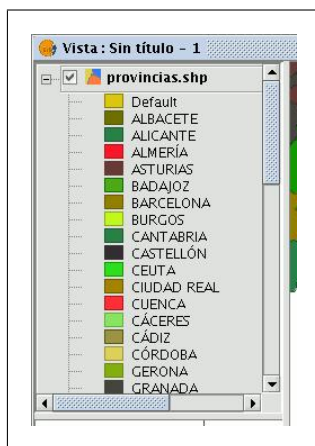 Vista : Sin título - 1
provincias.shp
Default
ALBACETE
ALICANTE
ALMERÍA
ASTURIAS
BADAJOZ
BARCELONA
BURGOS
CANTABRIA
CASTELLÓN
CEUTA
CIUDAD REAL
CUENCA
CÁCERES
CÁDIZ
CÓRDOBA
GERONA
GRANADA